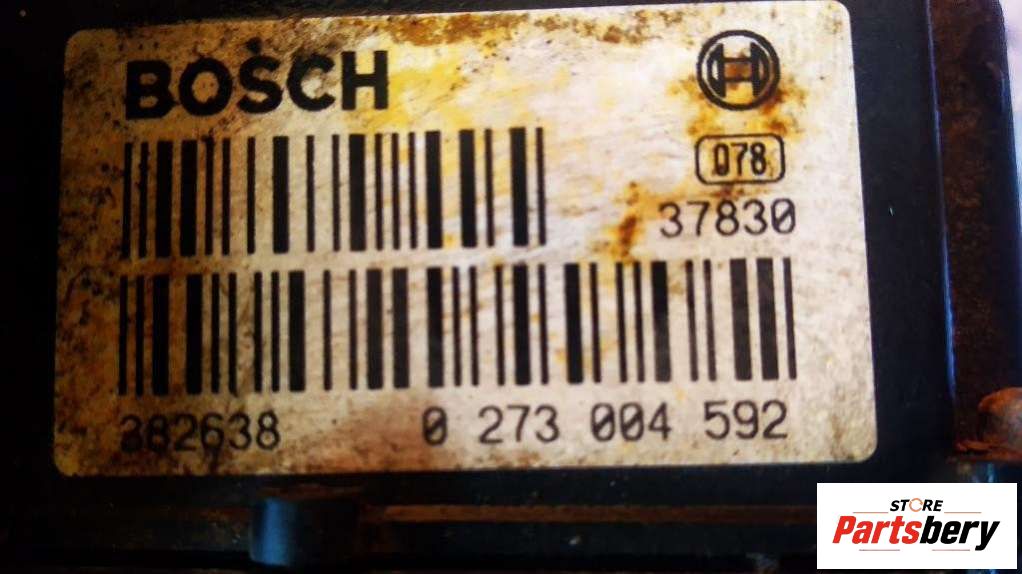 BOSCH
078
37830
382638 0 273 004 592
STORE
Partsbery